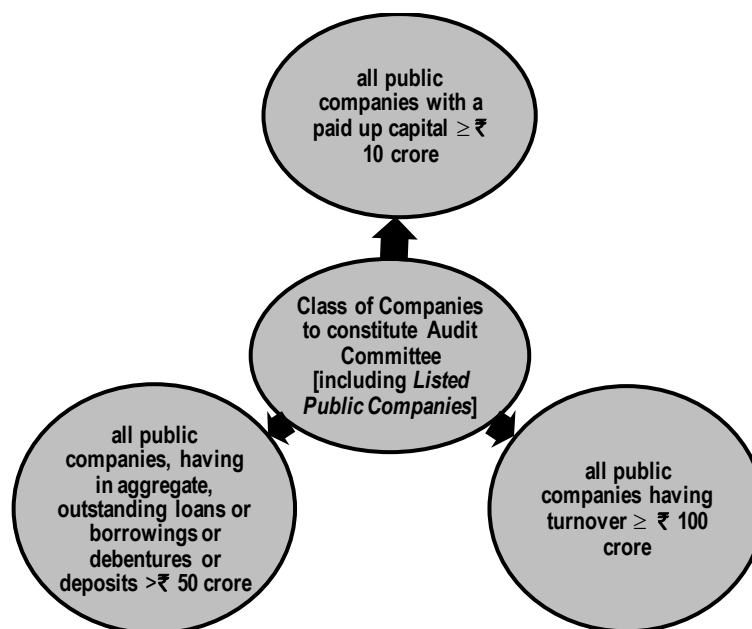 all public
companies with a
paid up capital ≥ ₹
10 crore
Class of Companies
to constitute Audit
Committee
[including Listed
Public Companies]
all public
companies, having
in aggregate,
outstanding loans or
borrowings or
debentures or
deposits >₹ 50 crore
all public
companies having
turnover ≥ ₹ 100
crore